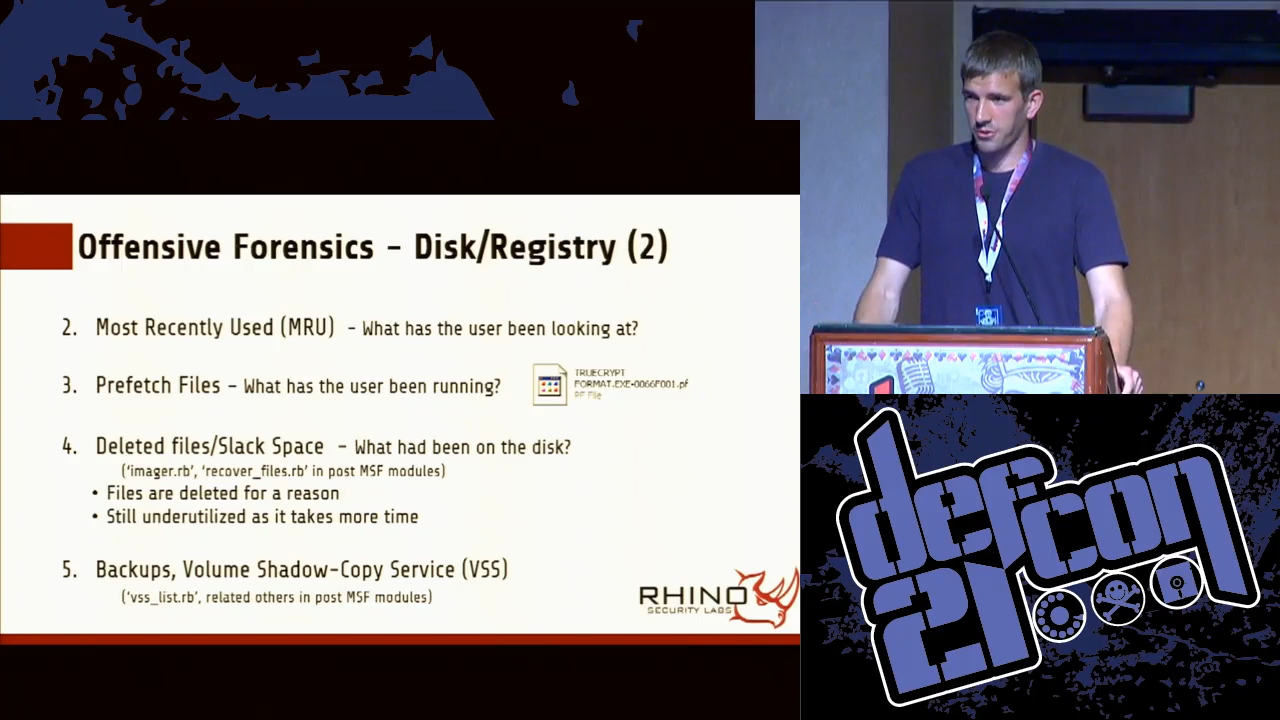 Offensive Forensics - Disk/Registry (2)
2. Most Recently Used (MRU) - What has the user been looking at?
3. Prefetch Files - What has the user been running?
TRUECRYPT
FORMAT.EXE-0066F001.pf
PF File
4. Deleted files/Slack Space - What had been on the disk?
('imager.rb', 'recover_files.rb' in post MSF modules)
• Files are deleted for a reason
• Still underutilized as it takes more time
5. Backups, Volume Shadow-Copy Service (VSS)
('vss_list.rb', related others in post MSF modules)
RHINO
SECURITY LABS
defcon
21